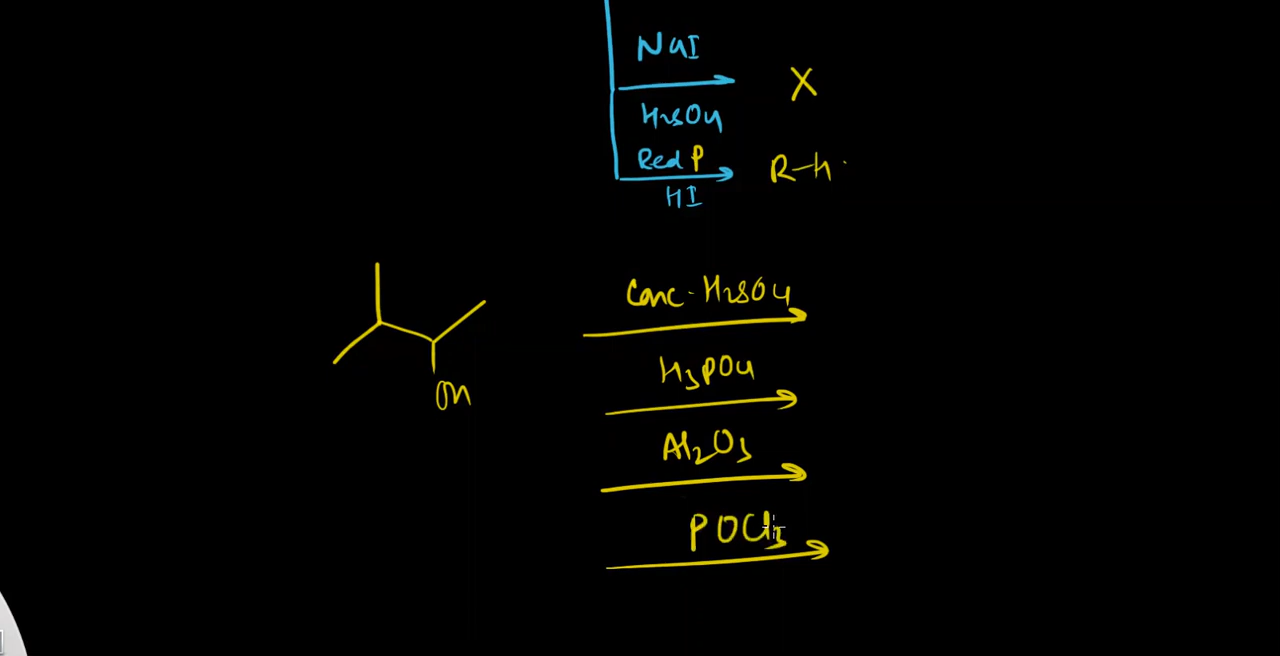 NaI
X
H2SO4
Red P
R-H
HI
Conc. H2SO4
H3PO4
OH
Al2O3
POCl3